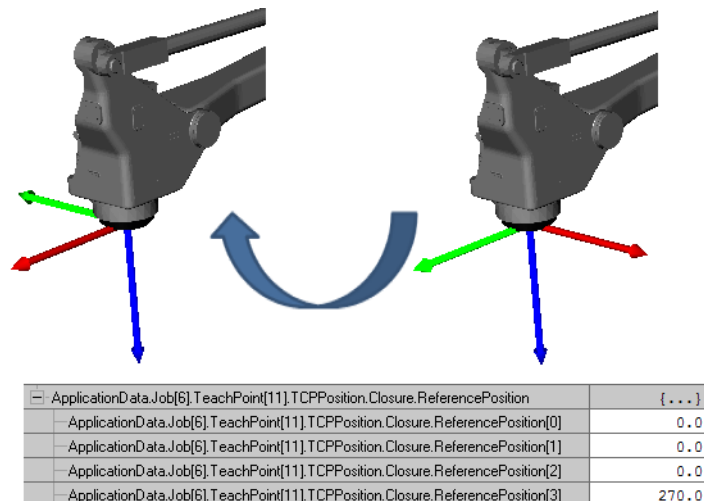 ApplicationData.Job[6].TeachPoint[11].TCPPosition.Closure.ReferencePosition {...}
ApplicationData.Job[6].TeachPoint[11].TCPPosition.Closure.ReferencePosition[0] 0.0
ApplicationData.Job[6].TeachPoint[11].TCPPosition.Closure.ReferencePosition[1] 0.0
ApplicationData.Job[6].TeachPoint[11].TCPPosition.Closure.ReferencePosition[2] 0.0
ApplicationData.Job[6].TeachPoint[11].TCPPosition.Closure.ReferencePosition[3] 270.0